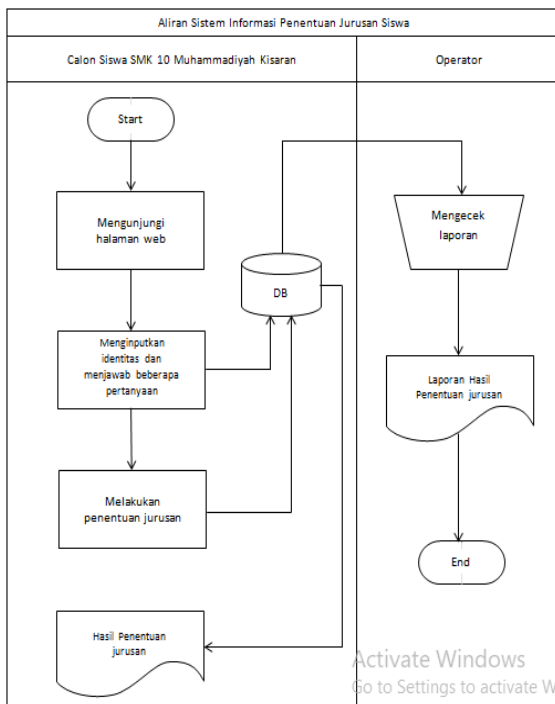 Aliran Sistem Informasi Penentuan Jurusan Siswa
Calon Siswa SMK 10 Muhammadiyah Kisaran
Operator
Start
Mengunjungi
halaman web
Menginputkan
identitas dan
menjawab beberapa
pertanyaan
Melakukan
penentuan jurusan
DB
Hasil Penentuan
jurusan
Mengecek
laporan
Laporan Hasil
Penentuan jurusan
End
Activate Windows
Go to Settings to activate W